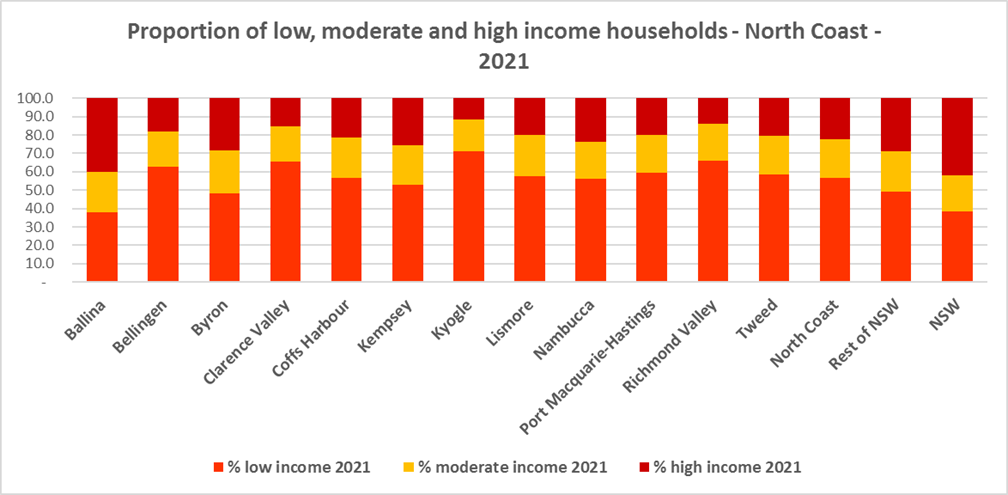 Proportion of low, moderate and high income households - North Coast -
2021
100.0
90.0
80.0
70.0
60.0
50.0
40.0
30.0
20.0
10.0
-
Ballina
Bellingen
Byron
Clarence Valley
Coffs Harbour
Kempsey
Kyogle
Lismore
Nambucca
Port Macquarie-Hastings
Richmond Valley
Tweed
North Coast
Rest of NSW
NSW
% low income 2021 % moderate income 2021 % high income 2021